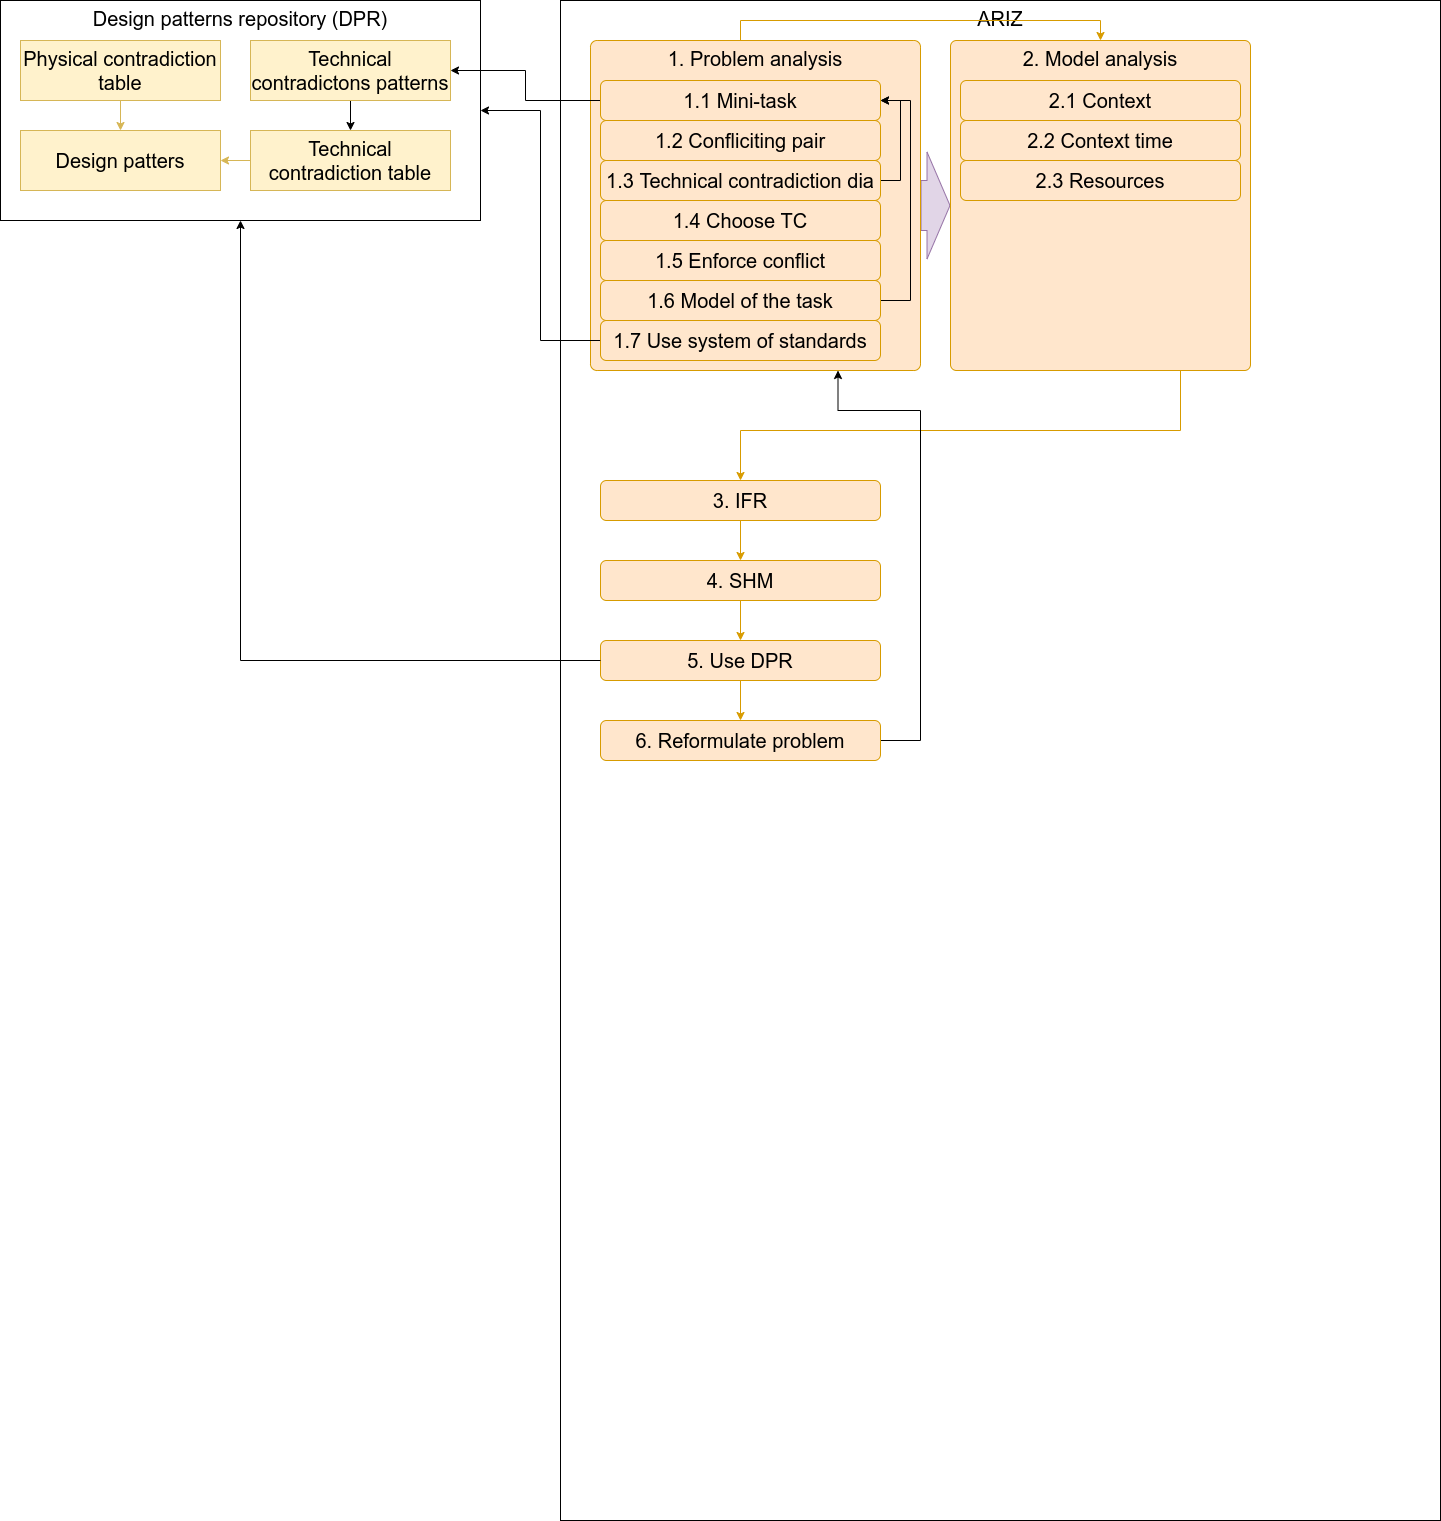 Design patterns repository (DPR)
Physical contradiction
table
Technical
contradictons patterns
Design patters
Technical
contradiction table
ARIZ
1. Problem analysis
1.1 Mini-task
1.2 Confliciting pair
1.3 Technical contradiction dia
1.4 Choose TC
1.5 Enforce conflict
1.6 Model of the task
1.7 Use system of standards
2. Model analysis
2.1 Context
2.2 Context time
2.3 Resources
3. IFR
4. SHM
5. Use DPR
6. Reformulate problem